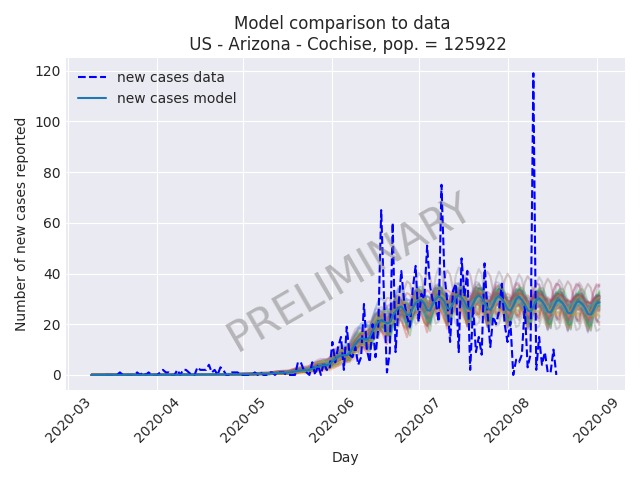 Model comparison to data
US - Arizona - Cochise, pop. = 125922
new cases data
new cases model
PRELIMINARY
Number of new cases reported
120
100
80
60
40
20
0
2020-03
2020-04
2020-05
2020-06
2020-07
2020-08
2020-09
Day